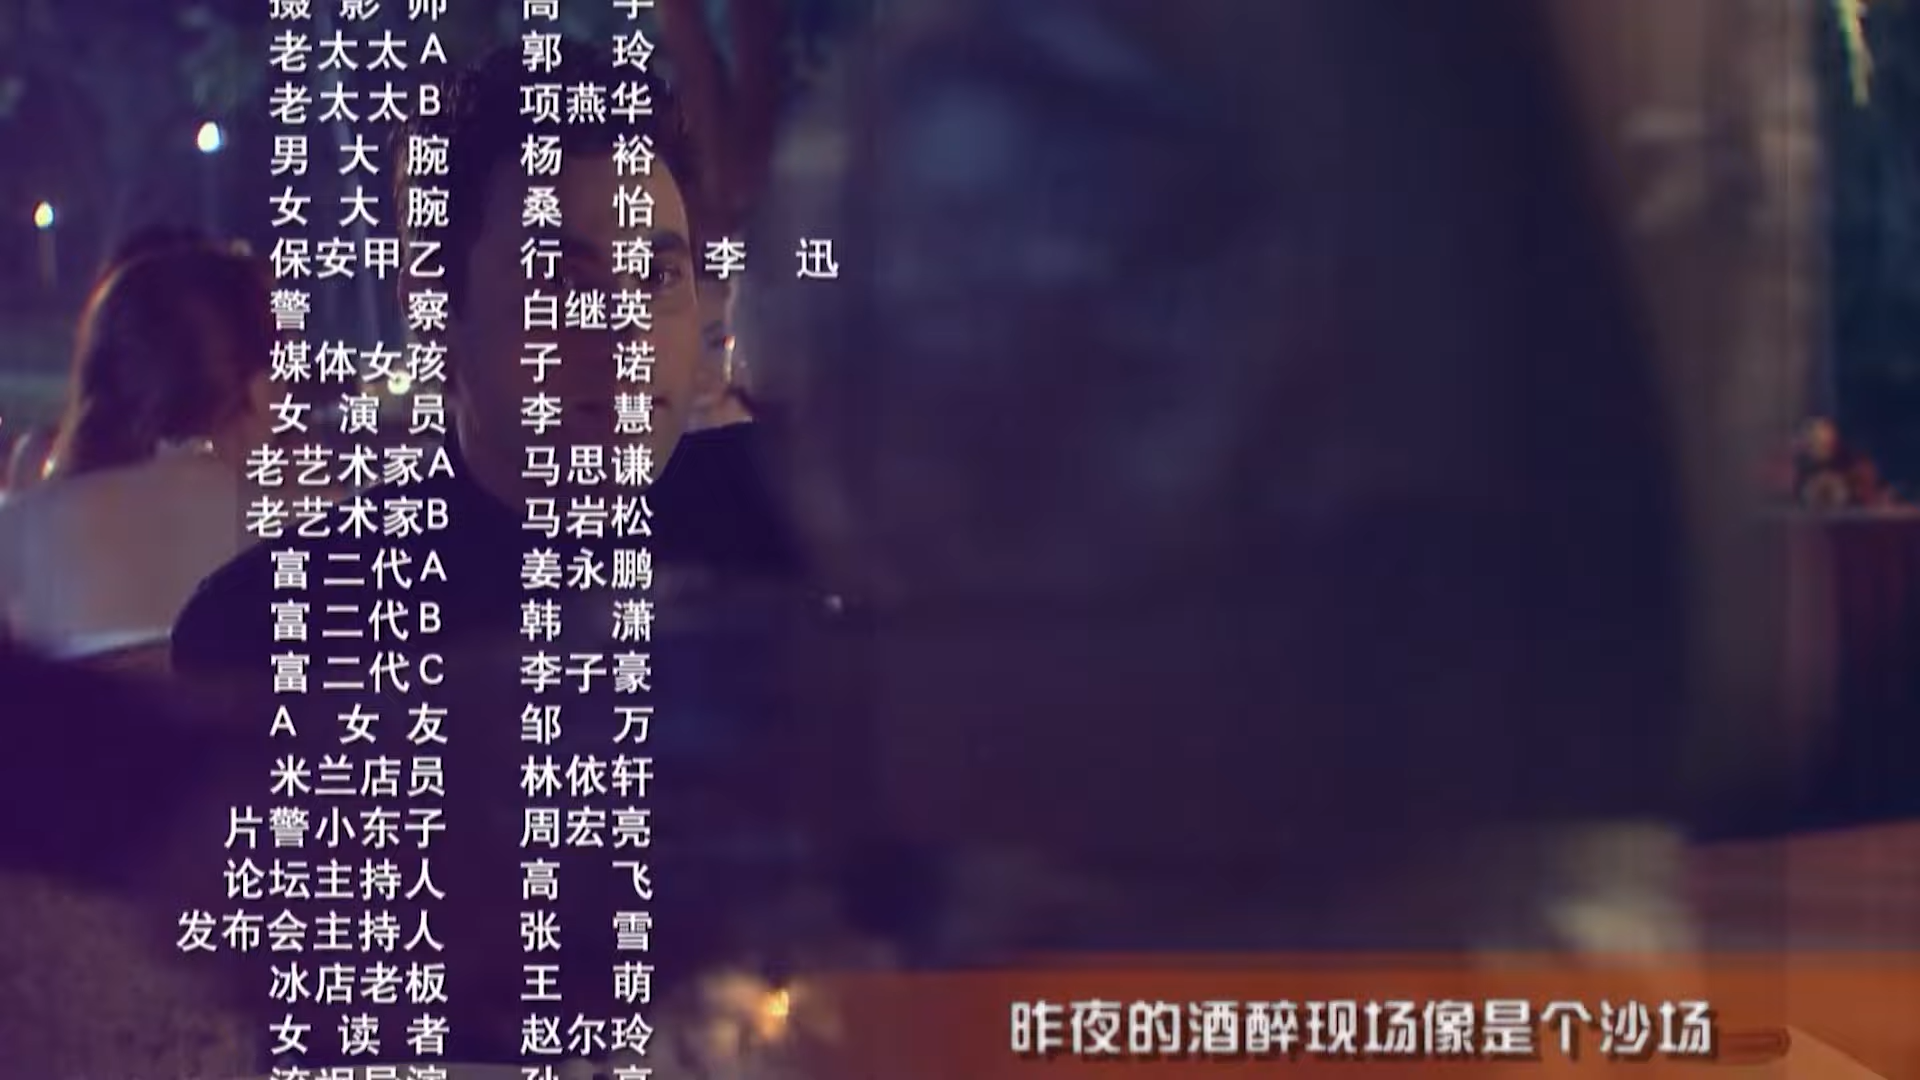 摄影师 高 宇
老太太A 郭 玲
老太太B 项燕华
男大腕 杨 裕
女大腕 桑 怡
保安甲乙 行 琦 李 迅
警察 白继英
媒体女孩 子 诺
女演员 李 慧
老艺术家A 马思谦
老艺术家B 马岩松
富二代A 姜永鹏
富二代B 韩 潇
富二代C 李子豪
A女友 邹 万
米兰店员 林依轩
片警小东子 周宏亮
论坛主持人 高 飞
发布会主持人 张 雪
冰店老板 王 萌
女读者 赵尔玲
昨夜的酒醉现场像是个沙场